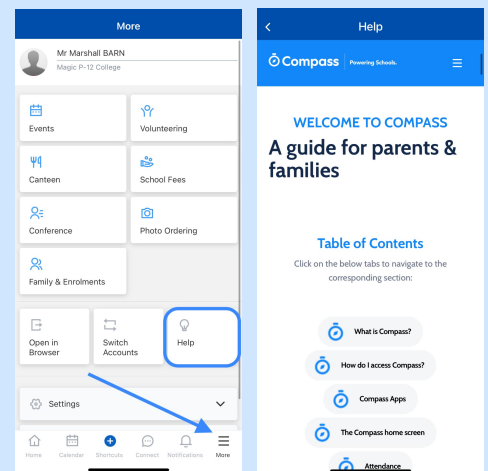 More
Mr Marshall BARN
Magic P-12 College
Events
Volunteering
Canteen
School Fees
Conference
Photo Ordering
Family & Enrolments
Open in
Browser
Switch
Accounts
Help
Settings
Home
Calendar
Shortcuts
Connect
Notifications
More
Help
Compass
Powering Schools.
WELCOME TO COMPASS
A guide for parents &
families
Table of Contents
Click on the below tabs to navigate to the
corresponding section:
What is Compass?
How do I access Compass?
Compass Apps
The Compass home screen
Attendance